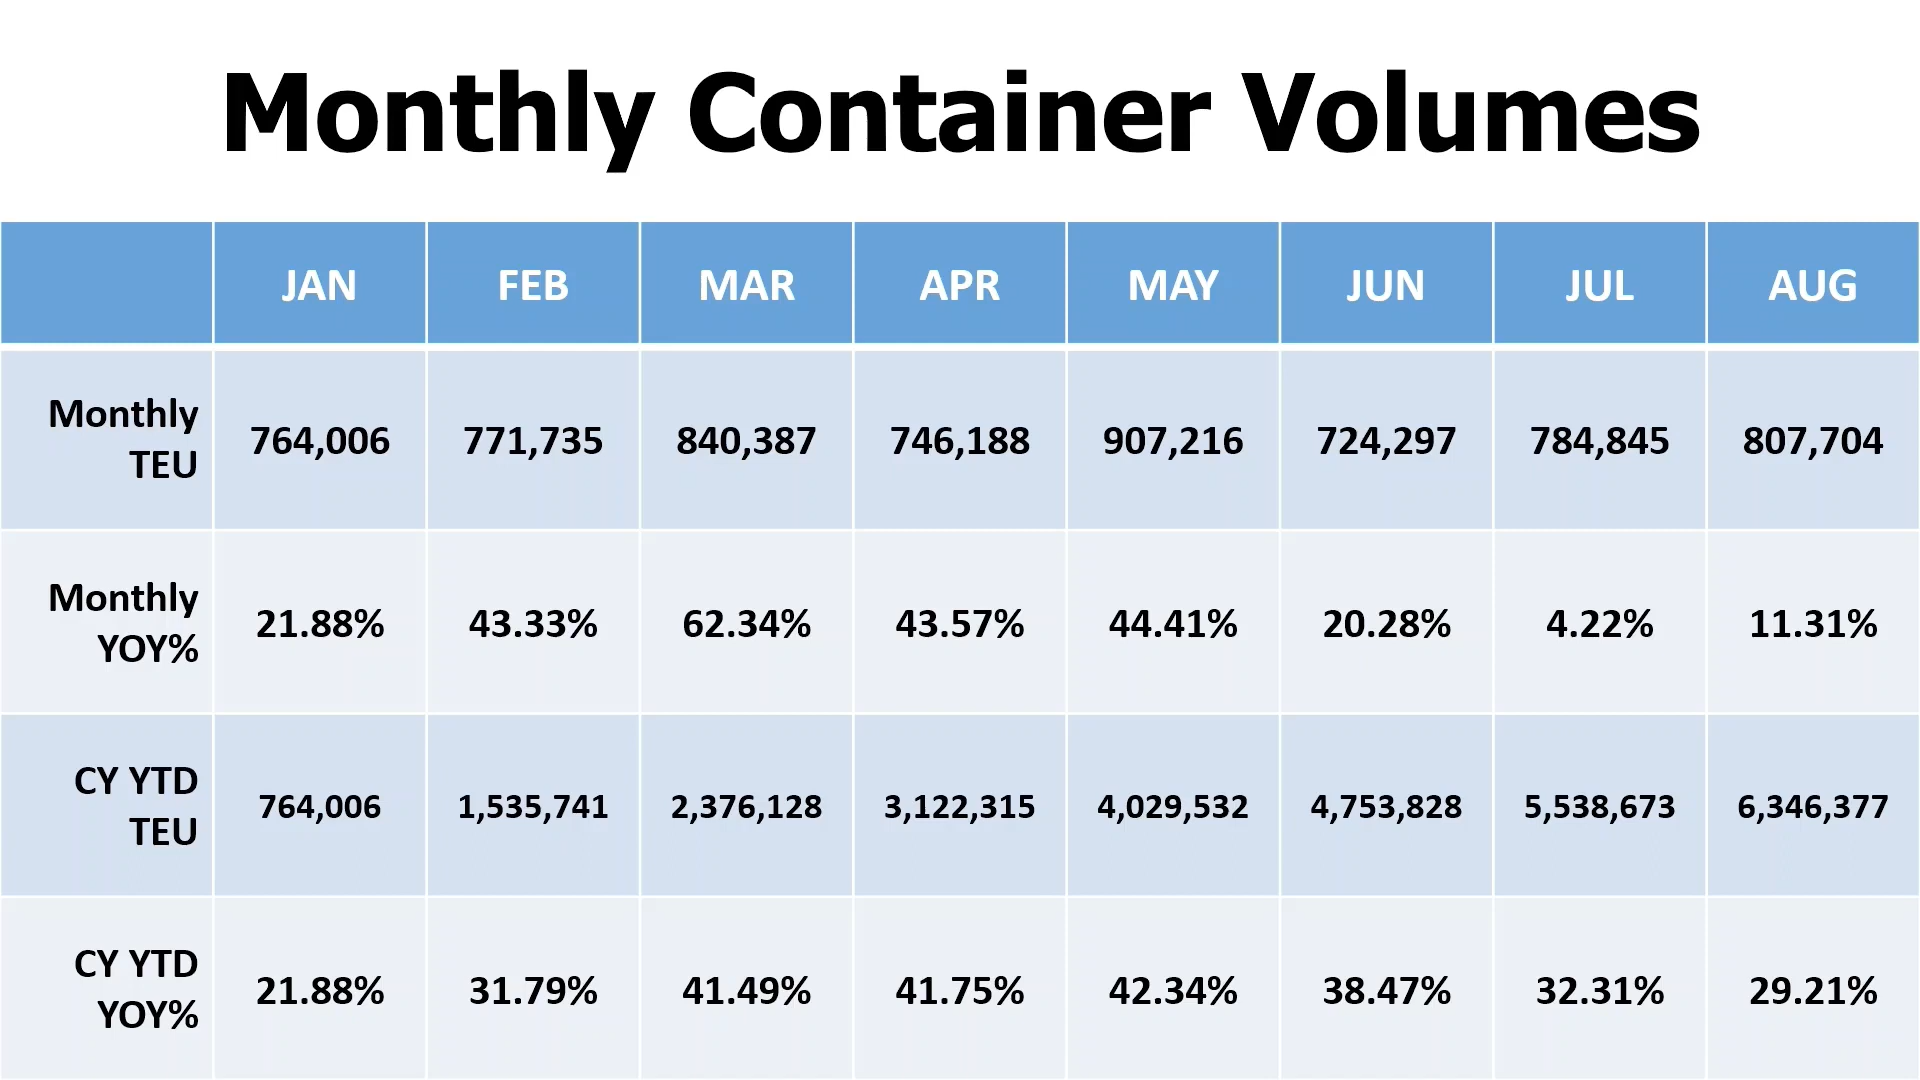 Monthly Container Volumes
JAN FEB MAR APR MAY JUN JUL AUG
Monthly
TEU
764,006 771,735 840,387 746,188 907,216 724,297 784,845 807,704
Monthly
YOY%
21.88% 43.33% 62.34% 43.57% 44.41% 20.28% 4.22% 11.31%
CY YTD
TEU
764,006 1,535,741 2,376,128 3,122,315 4,029,532 4,753,828 5,538,673 6,346,377
CY YTD
YOY%
21.88% 31.79% 41.49% 41.75% 42.34% 38.47% 32.31% 29.21%